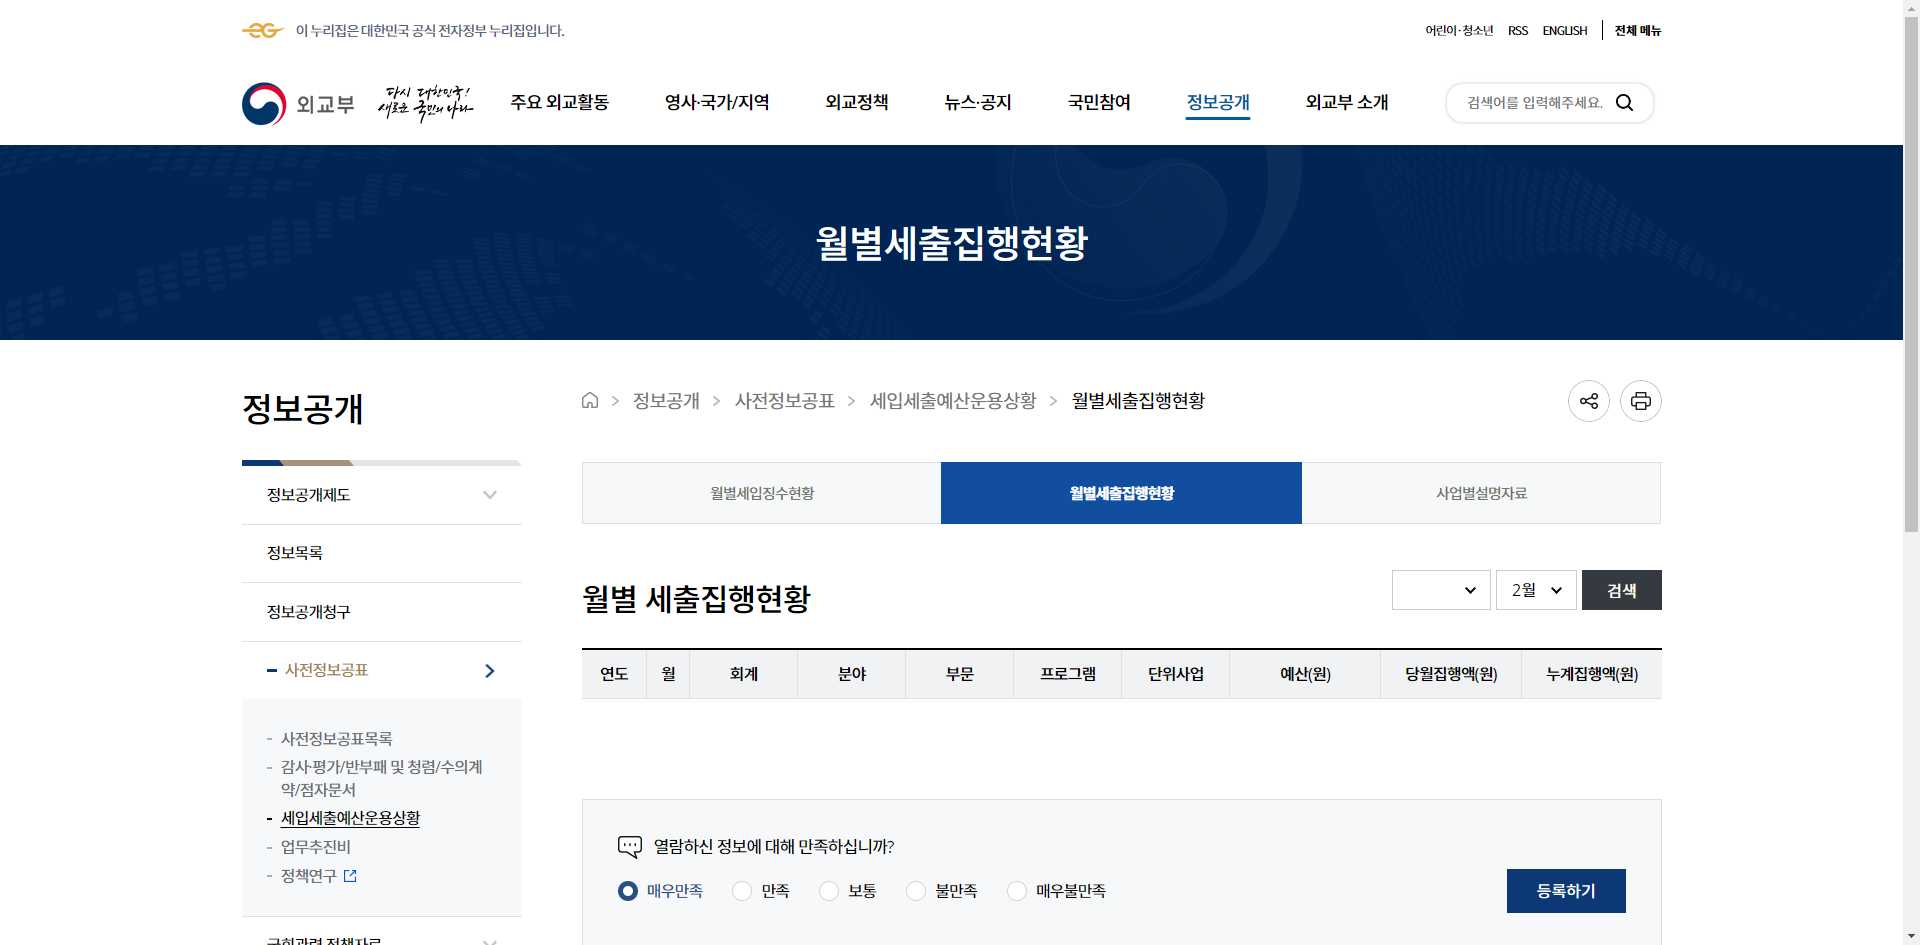 이 누리집은 대한민국 공식 전자정부 누리집입니다.
어린이·청소년 RSS ENGLISH 전체 메뉴
외교부 다시 대한민국! 새로운 국민의 나라
주요 외교활동 영사·국가/지역 외교정책 뉴스·공지 국민참여 정보공개 외교부 소개 검색어를 입력해주세요.
월별세출집행현황
정보공개
정보공개 > 사전정보공표 > 세입세출예산운용상황 > 월별세출집행현황
월별세입징수현황 월별세출집행현황 사업별설명자료
정보공개제도
정보목록
정보공개청구
사전정보공표
- 사전정보공표목록
- 감사·평가/반부패 및 청렴/수의계
약/점자문서
- 세입세출예산운용상황
- 업무추진비
- 정책연구
국회관련 정책자료
월별 세출집행현황
2월 검색
연도 월 회계 분야 부문 프로그램 단위사업 예산(원) 당월집행액(원) 누계집행액(원)
열람하신 정보에 대해 만족하십니까?
매우만족 만족 보통 불만족 매우불만족 등록하기